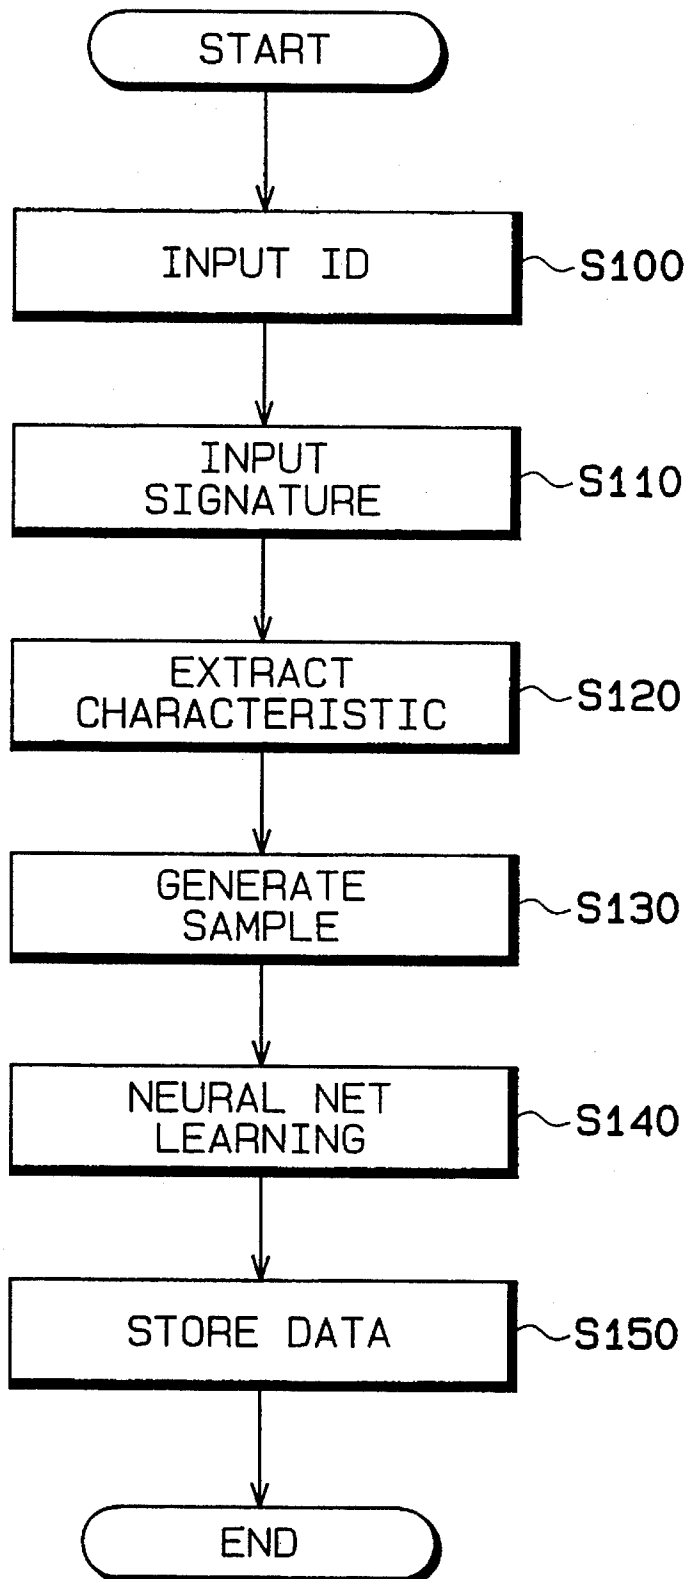 START
INPUT ID
S100
INPUT
SIGNATURE
S110
EXTRACT
CHARACTERISTIC
S120
GENERATE
SAMPLE
S130
NEURAL NET
LEARNING
S140
STORE DATA
S150
END